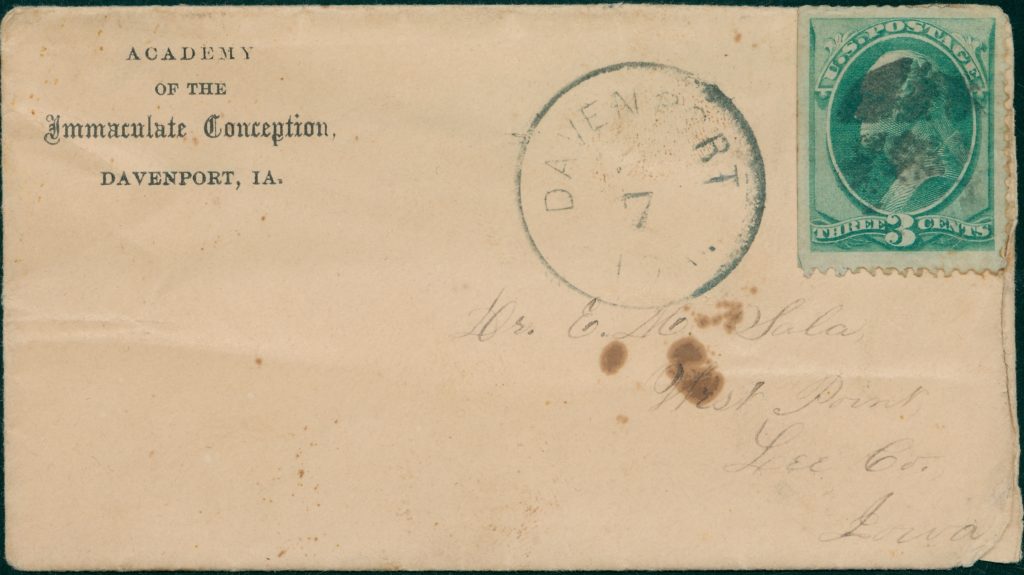 ACADEMY
OF THE
Immaculate Conception,
DAVENPORT, IA.
DAVENPORT
7
U.S. POSTAGE
THREE 3 CENTS
Dr. E. M. Sala,
West Point,
Lee Co.
Iowa